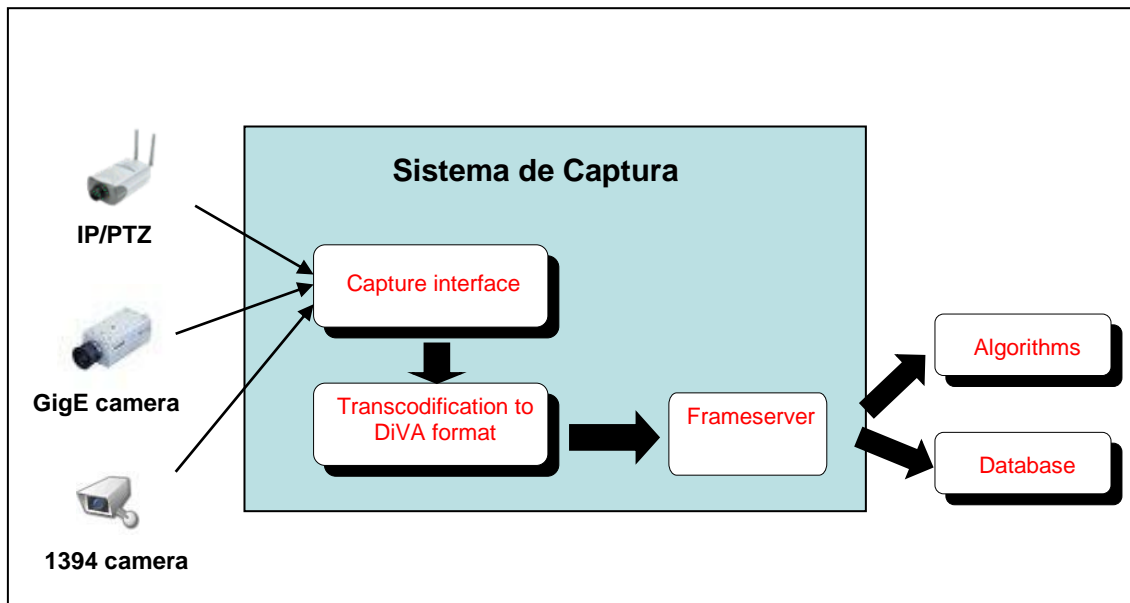 Sistema de Captura
IP/PTZ
Capture interface
GigE camera
Transcodification to
DiVA format
Frameserver
Algorithms
Database
1394 camera